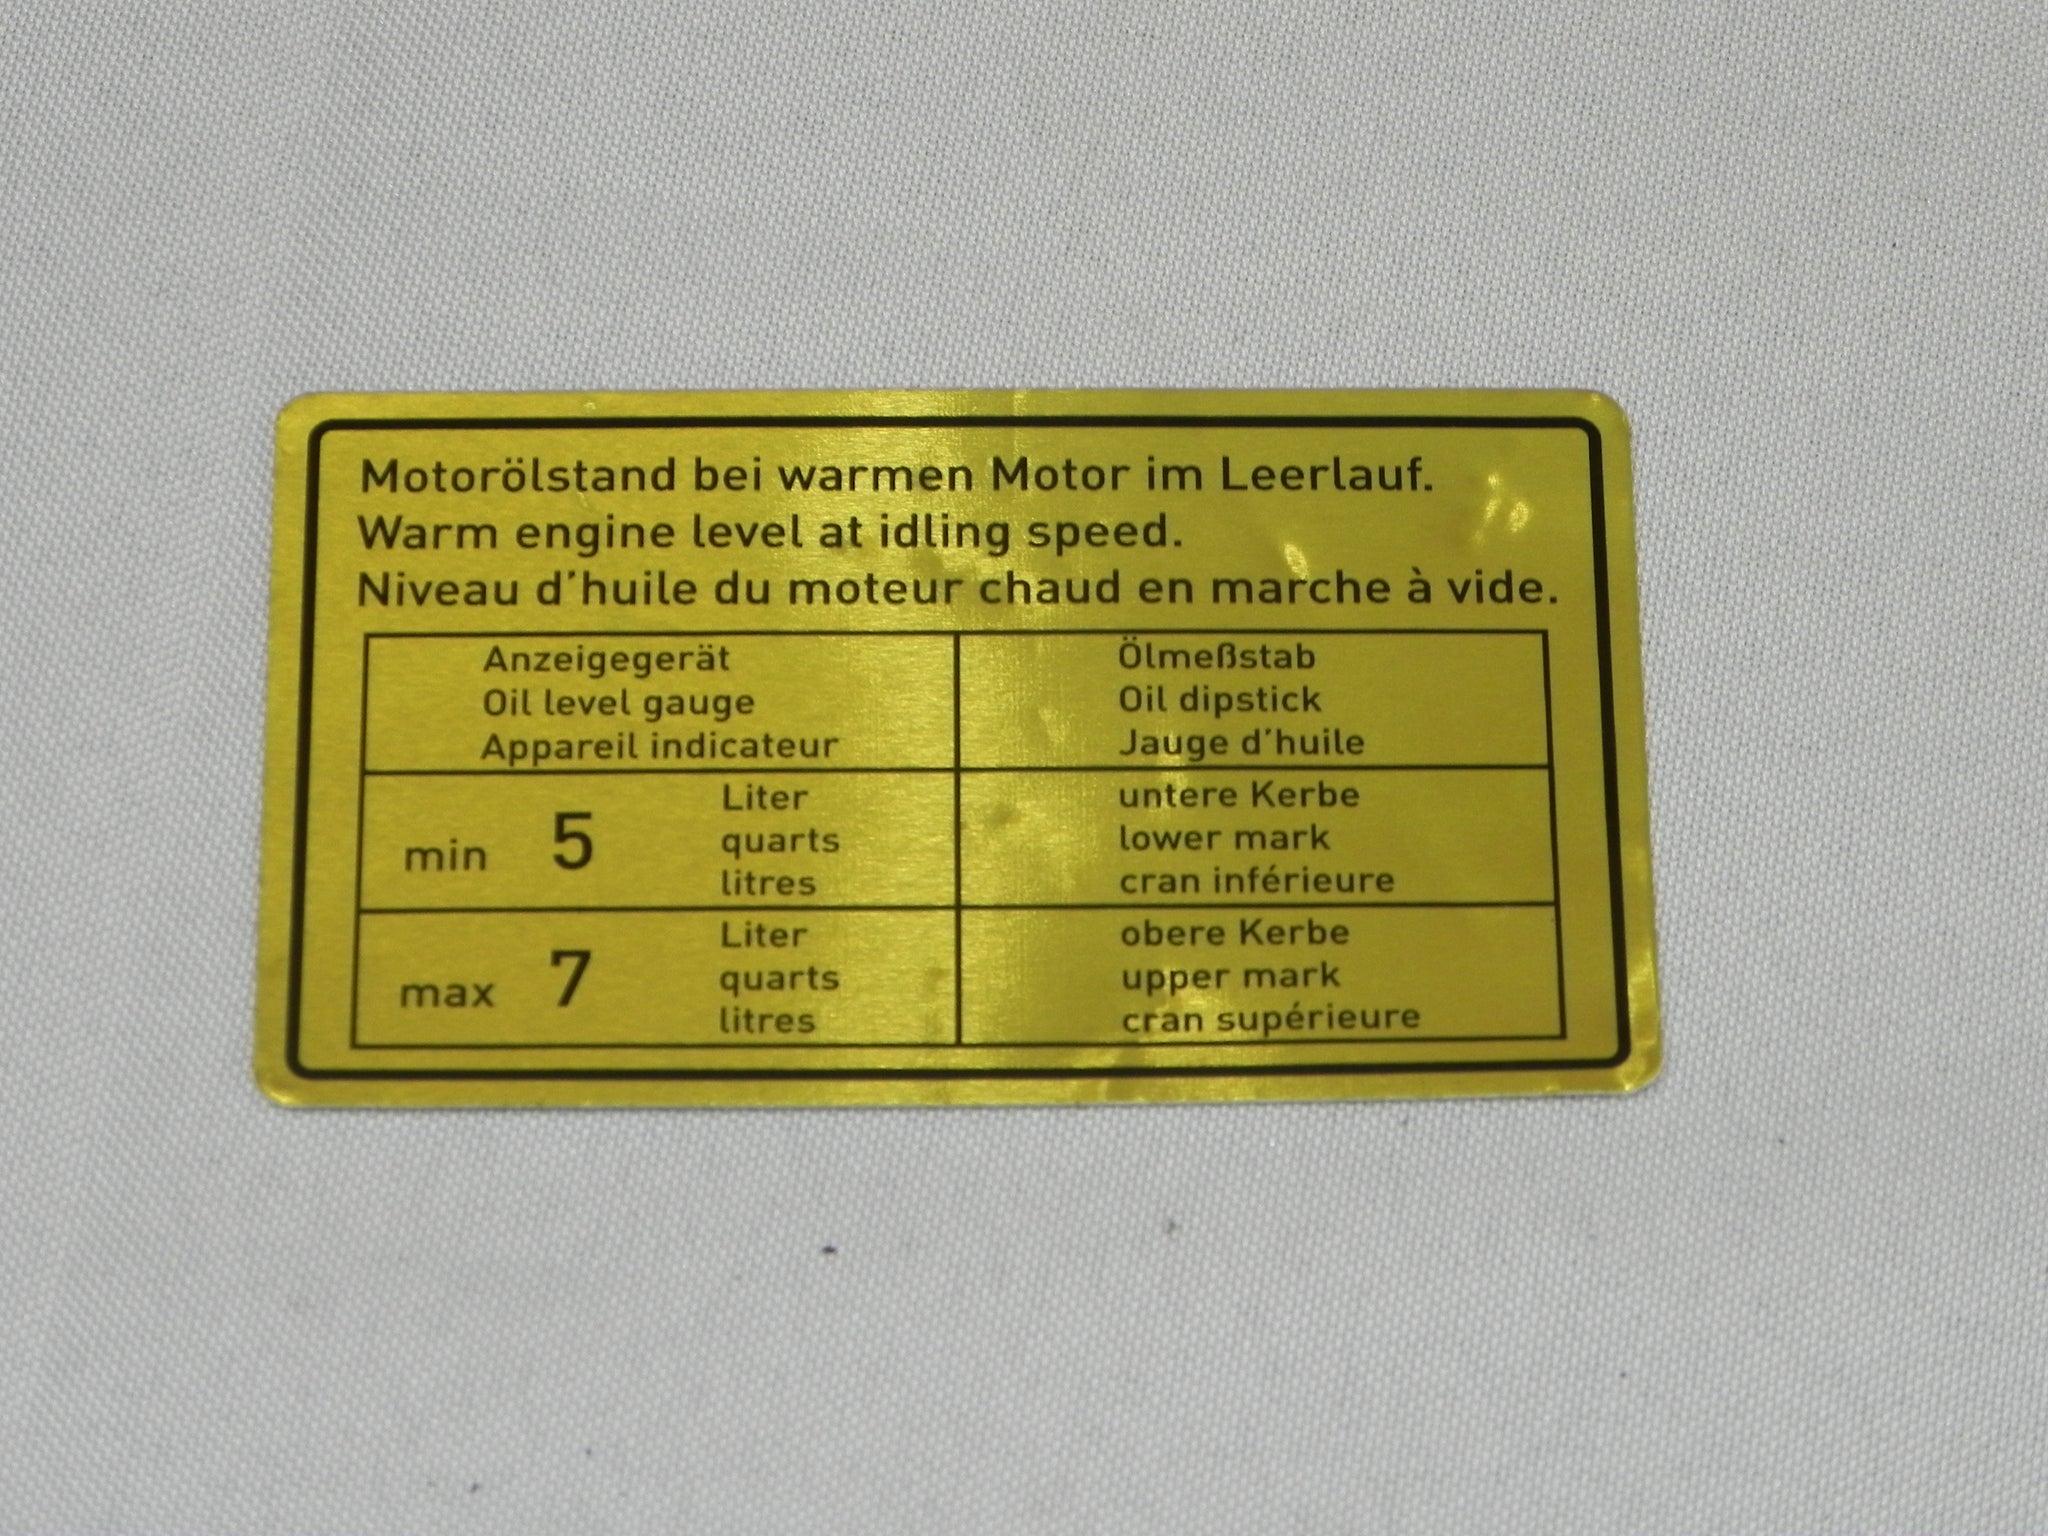 Motorölstand bei warmen Motor im Leerlauf.
Warm engine level at idling speed.
Niveau d'huile du moteur chaud en marche à vide.
Anzeigegerät
Oil level gauge
Appareil indicateur
Ölmeßstab
Oil dipstick
Jauge d'huile
min 5
Liter
quarts
litres
untere Kerbe
lower mark
cran inférieure
max 7
Liter
quarts
litres
obere Kerbe
upper mark
cran supérieure